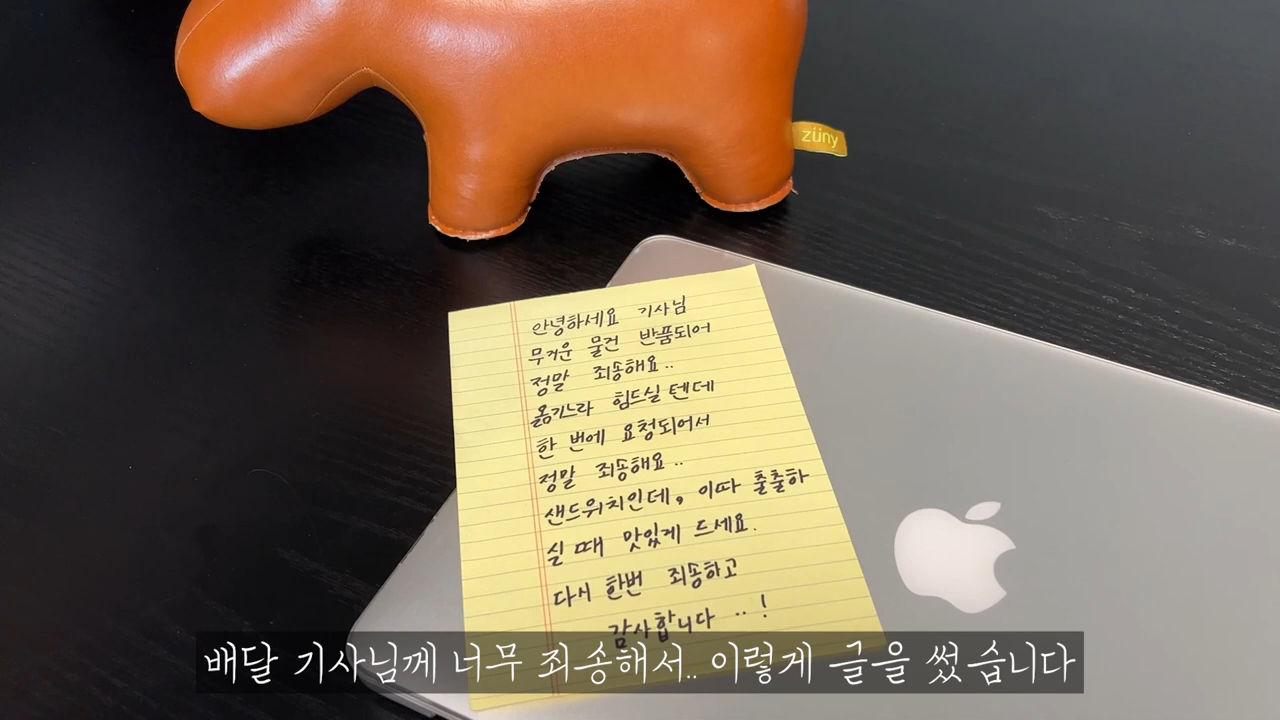 züny
안녕하세요 기사님
무거운 물건 반품되어
정말 죄송해요..
옮기느라 힘드실 텐데
한 번에 요청되어서
정말 죄송해요..
샌드위치인데, 이따 출출하
실 때 맛있게 드세요.
다시 한번 죄송하고
감사합니다 ..!
배달 기사님께 너무 죄송해서.. 이렇게 글을 썼습니다